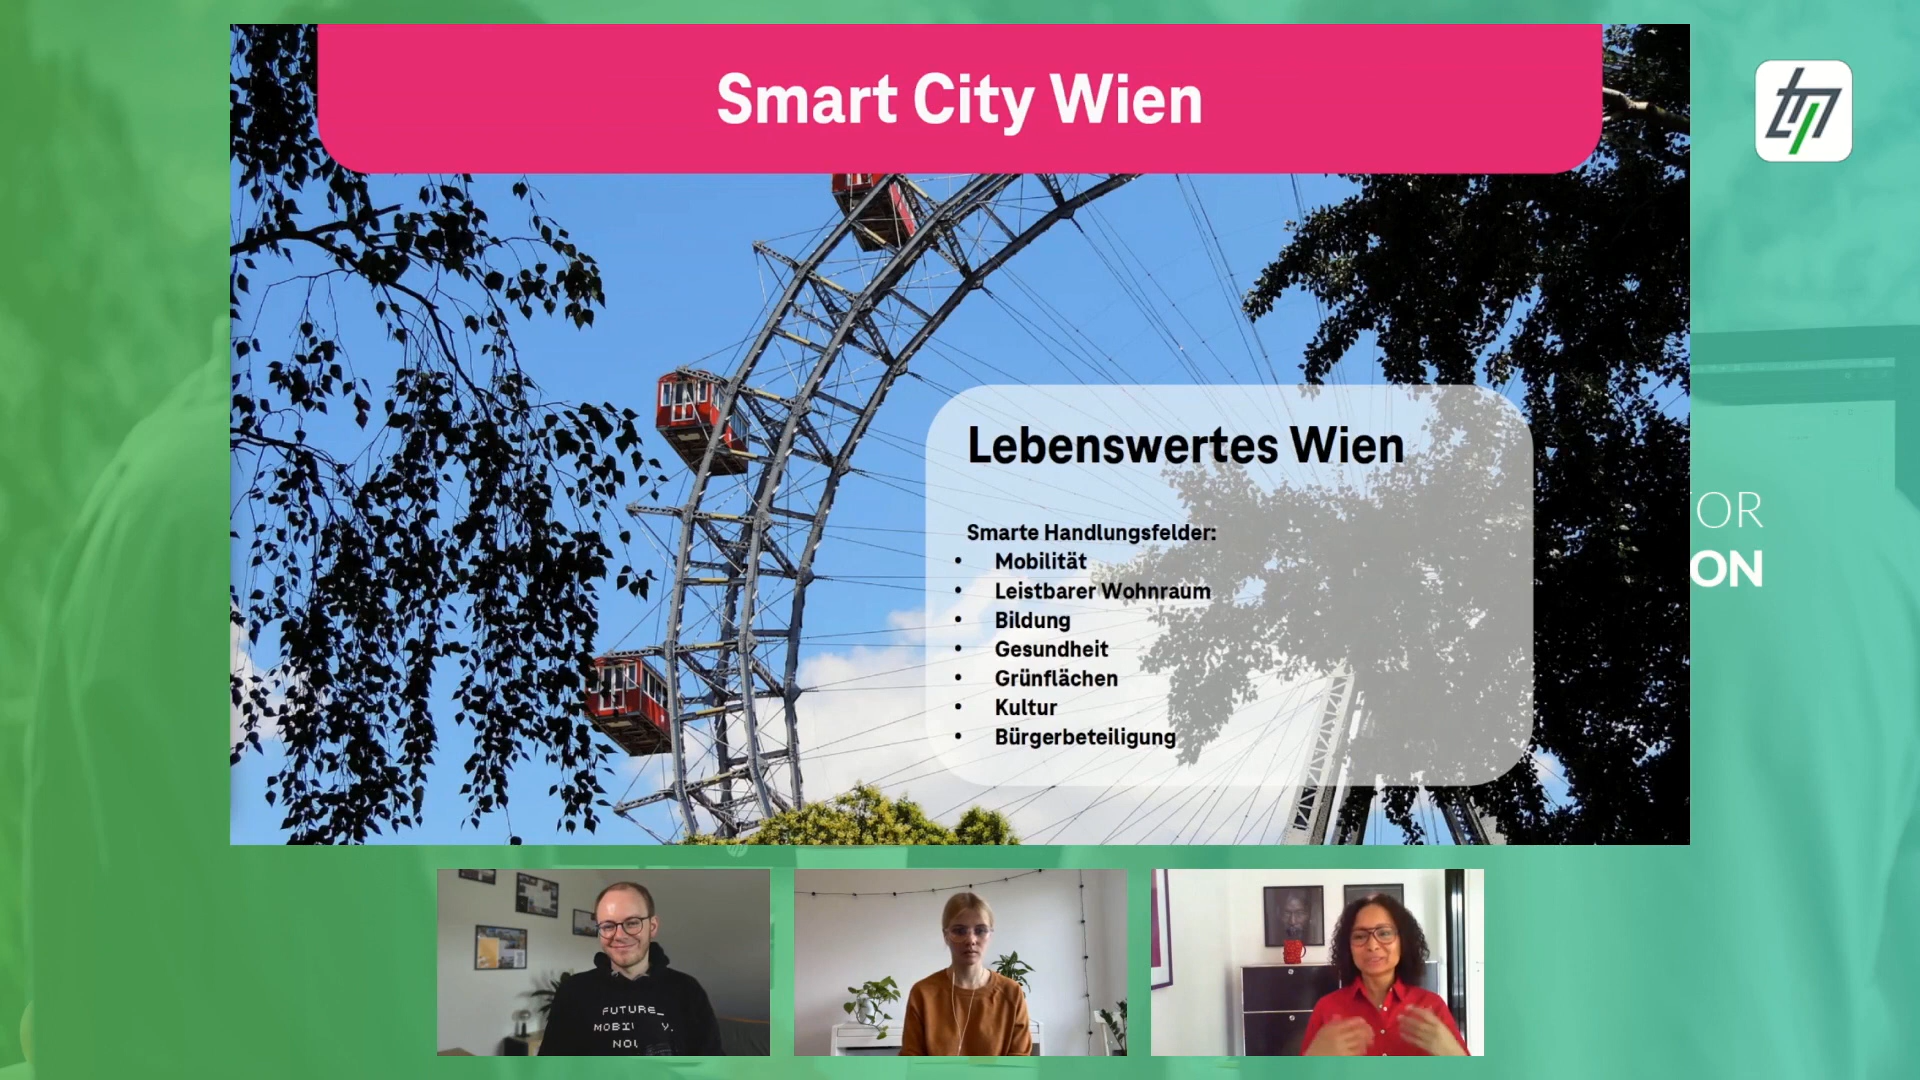 Smart City Wien
Lebenswertes Wien
Smarte Handlungsfelder:
• Mobilität
• Leistbarer Wohnraum
• Bildung
• Gesundheit
• Grünflächen
• Kultur
• Bürgerbeteiligung
OR
ON
FUTURE_